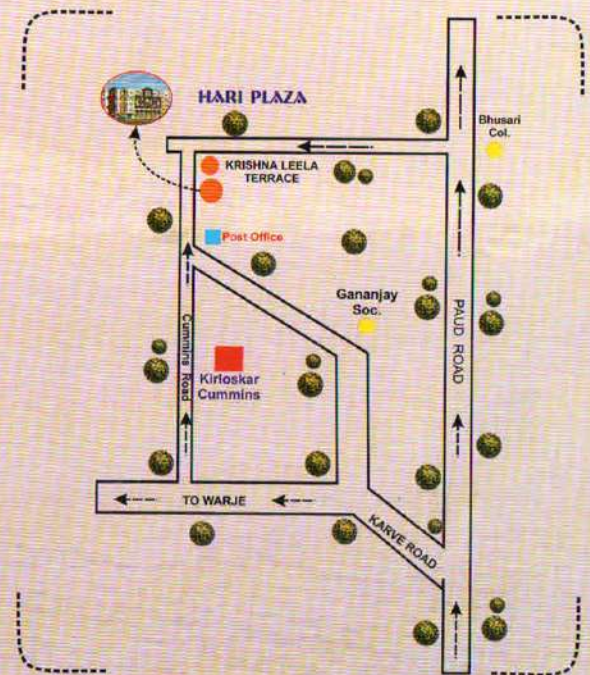 HARI PLAZA
Bhusari
Col.
KRISHNA LEELA
TERRACE
Post Office
Gananjay
Soc.
PAUD ROAD
Cummins Road
Kirloskar
Cummins
TO WARJE
KARVE ROAD